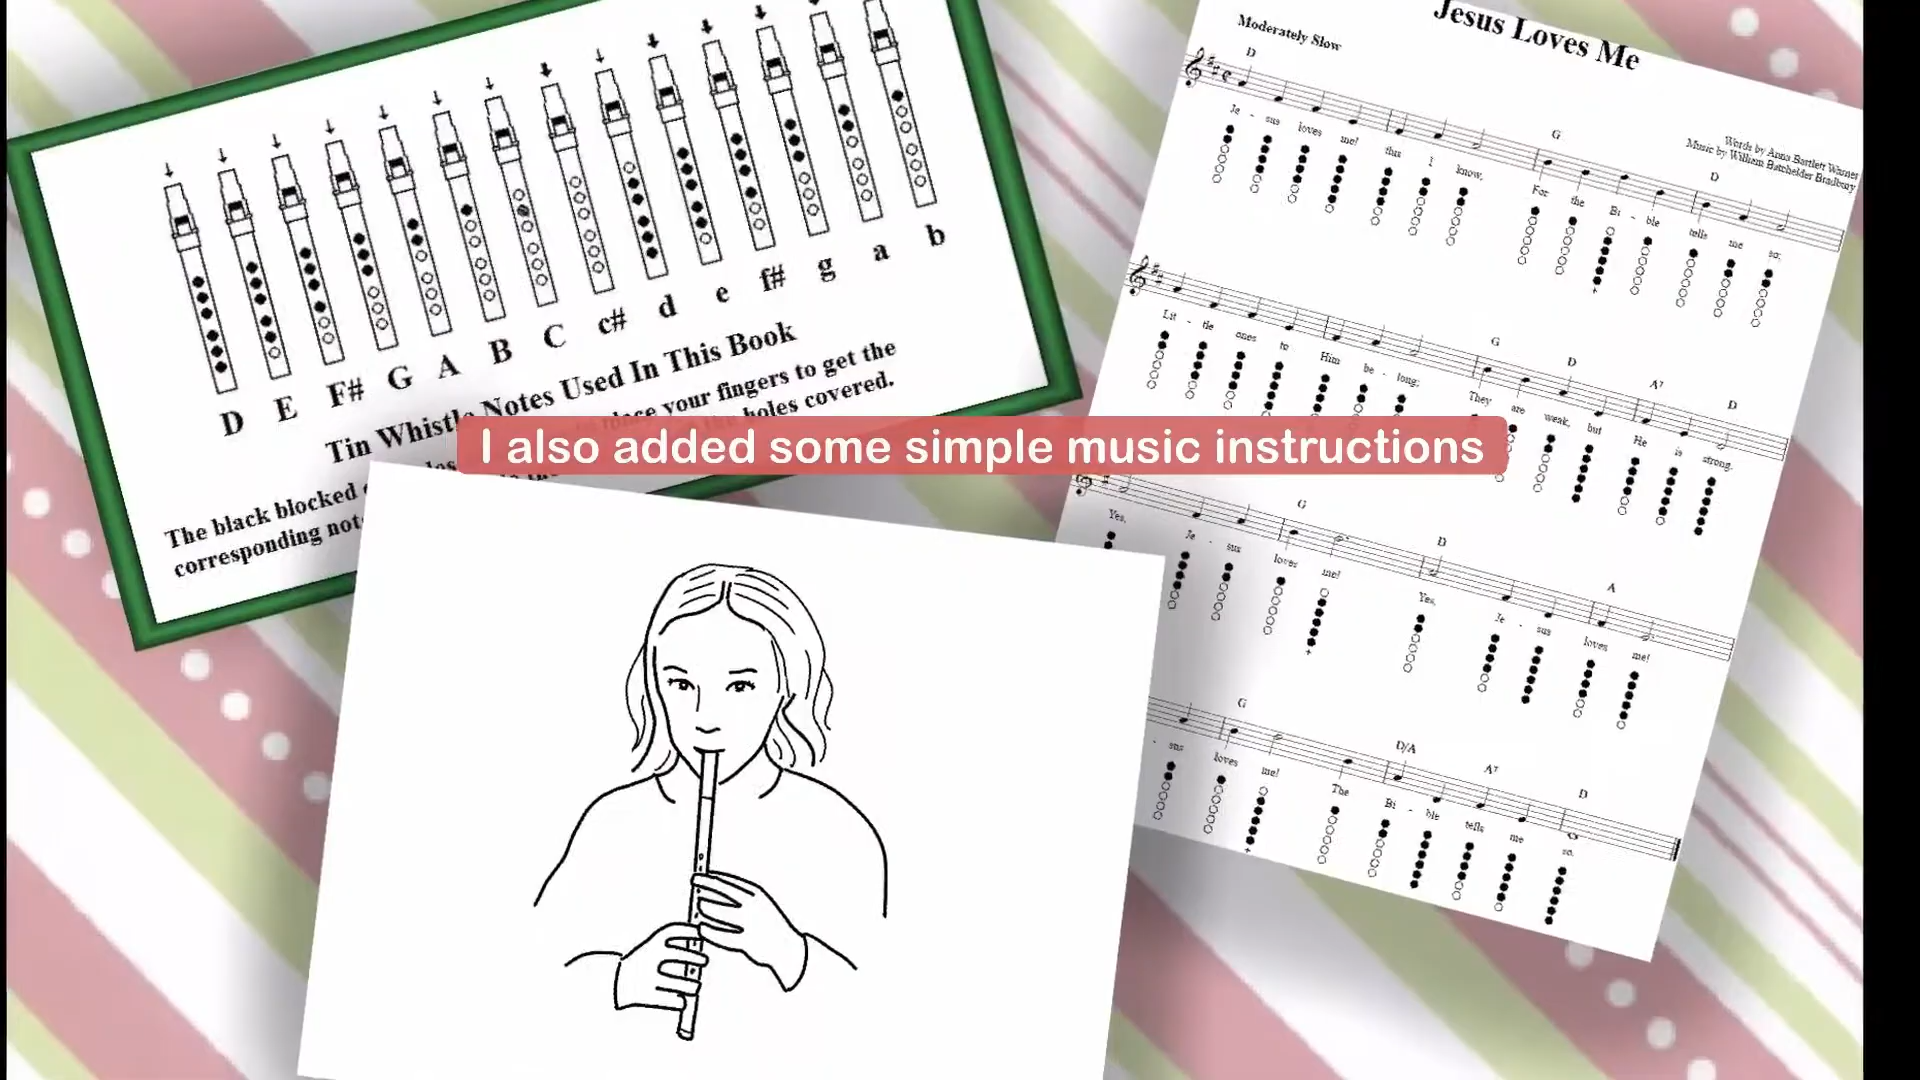 D E F# G A B C c# d e f# g a b
Tin Whistle Notes Used In This Book
place your fingers to get the
The black blocked
holes covered.
corresponding
I also added some simple music instructions
Jesus Loves Me
Moderately Slow
Words by Anna Bartlett Warner
Music by William Batchelder Bradbury
D G D
Je - sus loves me! this I know, For the Bi - ble tells me so;
G D A7 D
Lit - tle ones to Him be - long; They are weak, but He is strong.
G D A
Yes, Je - sus loves me! Yes, Je - sus loves me!
G D/A A7 D
- sus loves me! The Bi - ble tells me so.